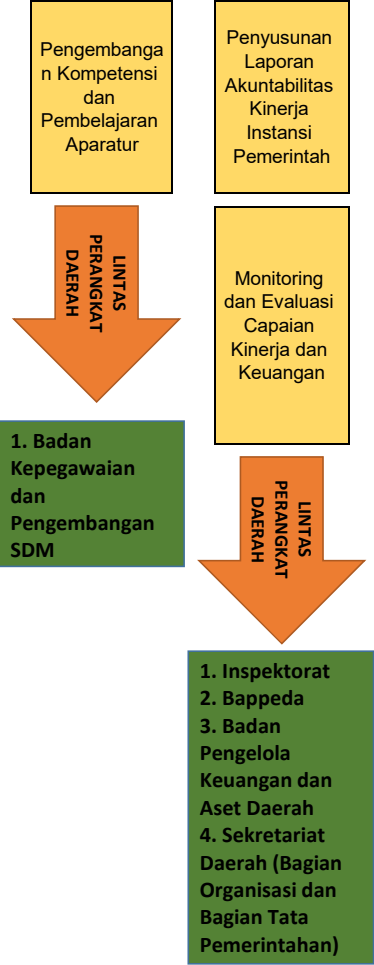 Pengembanga
n Kompetensi
dan
Pembelajaran
Aparatur
LINTAS
PERANGKAT
DAERAH
1. Badan
Kepegawaian
dan
Pengembangan
SDM
Penyusunan
Laporan
Akuntabilitas
Kinerja
Instansi
Pemerintah
Monitoring
dan Evaluasi
Capaian
Kinerja dan
Keuangan
LINTAS
PERANGKAT
DAERAH
1. Inspektorat
2. Bappeda
3. Badan
Pengelola
Keuangan dan
Aset Daerah
4. Sekretariat
Daerah (Bagian
Organisasi dan
Bagian Tata
Pemerintahan)